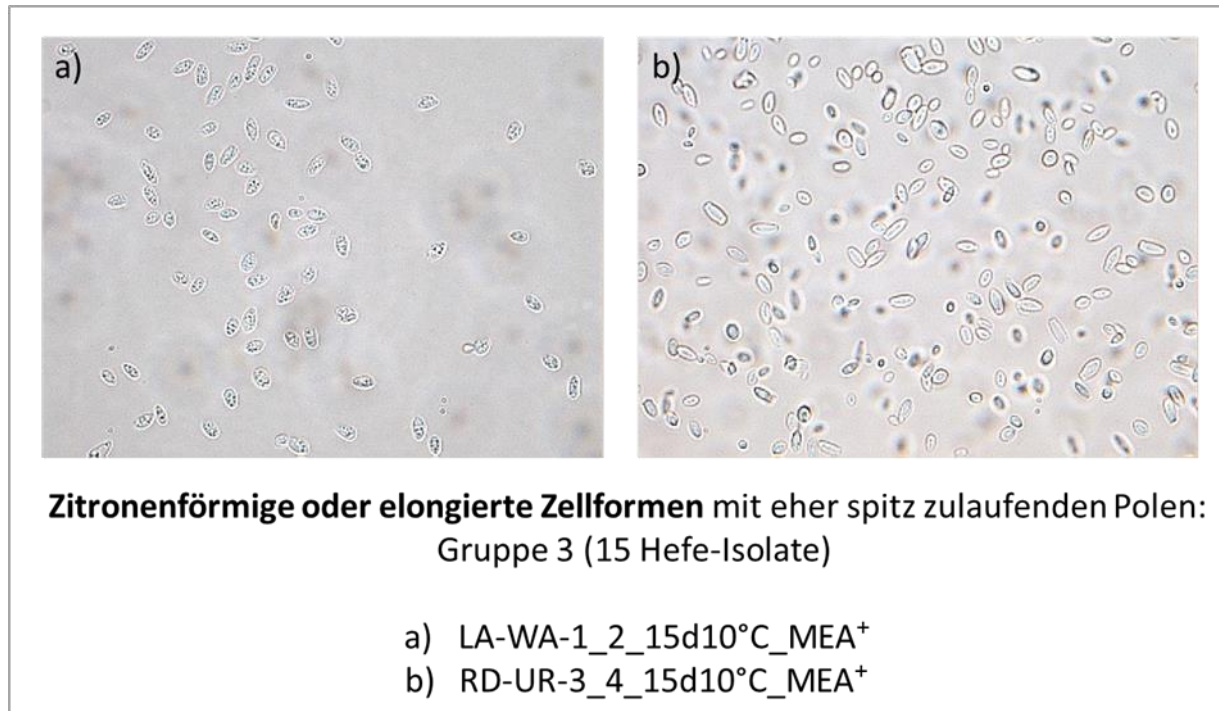 a)
b)
Zitronenförmige oder elongierte Zellformen mit eher spitz zulaufenden Polen:
Gruppe 3 (15 Hefe-Isolate)
a) LA-WA-1_2_15d10°C_MEA⁺
b) RD-UR-3_4_15d10°C_MEA⁺